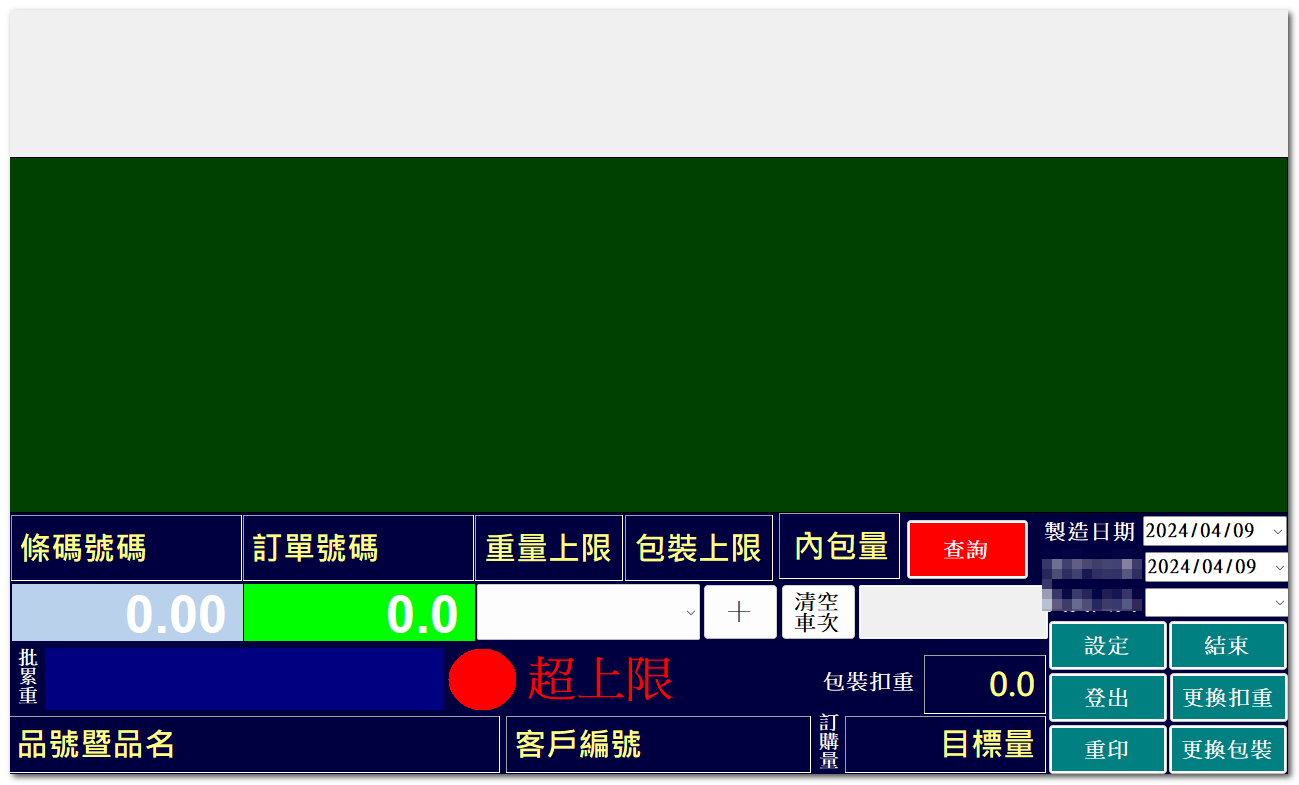 條碼號碼
訂單號碼
重量上限
包裝上限
內包量
查詢
製造日期
2024/04/09
2024/04/09
0.00
0.0
+
清空
車次
設定
結束
批累重
超上限
包裝扣重
0.0
登出
更換扣重
品號暨品名
客戶編號
訂購量
目標量
重印
更換包裝